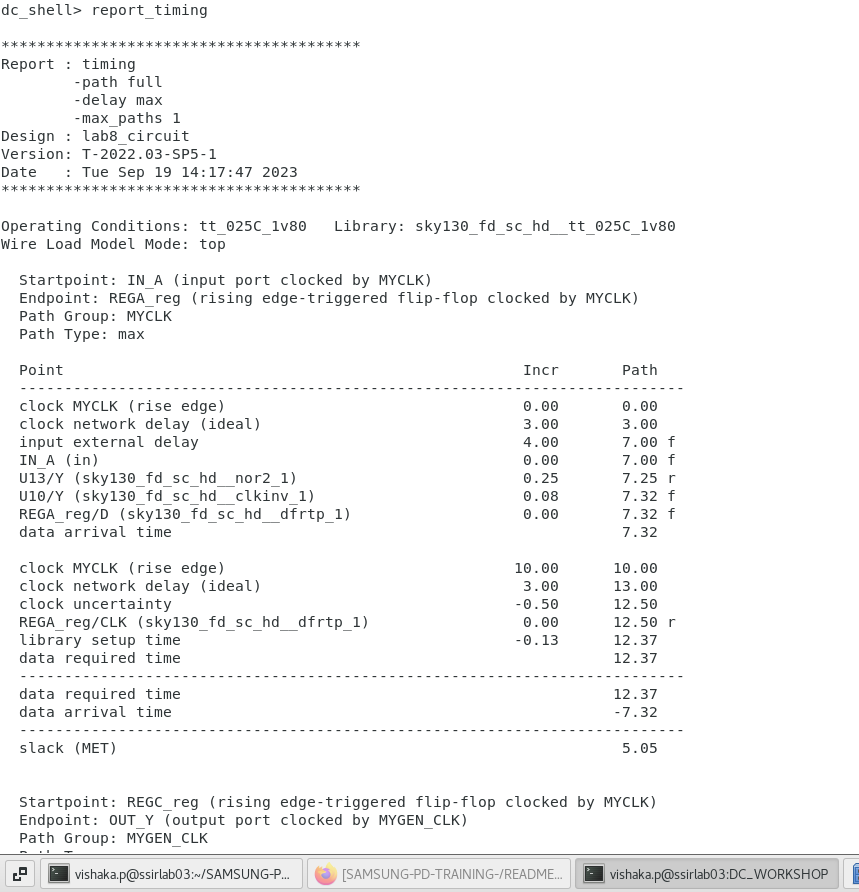 dc_shell> report_timing
****************************************
Report : timing
        -path full
        -delay max
        -max_paths 1
Design : lab8_circuit
Version: T-2022.03-SP5-1
Date   : Tue Sep 19 14:17:47 2023
****************************************
Operating Conditions: tt_025C_1v80   Library: sky130_fd_sc_hd__tt_025C_1v80
Wire Load Model Mode: top
  Startpoint: IN_A (input port clocked by MYCLK)
  Endpoint: REGA_reg (rising edge-triggered flip-flop clocked by MYCLK)
  Path Group: MYCLK
  Path Type: max
  Point                                                   Incr       Path
  --------------------------------------------------------------------------
  clock MYCLK (rise edge)                                 0.00       0.00
  clock network delay (ideal)                             3.00       3.00
  input external delay                                    4.00       7.00 f
  IN_A (in)                                               0.00       7.00 f
  U13/Y (sky130_fd_sc_hd__nor2_1)                         0.25       7.25 r
  U10/Y (sky130_fd_sc_hd__clkinv_1)                       0.08       7.32 f
  REGA_reg/D (sky130_fd_sc_hd__dfrtp_1)                   0.00       7.32 f
  data arrival time                                                  7.32
  clock MYCLK (rise edge)                                10.00      10.00
  clock network delay (ideal)                             3.00      13.00
  clock uncertainty                                      -0.50      12.50
  REGA_reg/CLK (sky130_fd_sc_hd__dfrtp_1)                 0.00      12.50 r
  library setup time                                     -0.13      12.37
  data required time                                                12.37
  --------------------------------------------------------------------------
  data required time                                                12.37
  data arrival time                                                 -7.32
  --------------------------------------------------------------------------
  slack (MET)                                                        5.05
  Startpoint: REGC_reg (rising edge-triggered flip-flop clocked by MYCLK)
  Endpoint: OUT_Y (output port clocked by MYGEN_CLK)
  Path Group: MYGEN_CLK
vishaka.p@ssirlab03:~/SAMSUNG-P...
[SAMSUNG-PD-TRAINING-/README...
vishaka.p@ssirlab03:DC_WORKSHOP